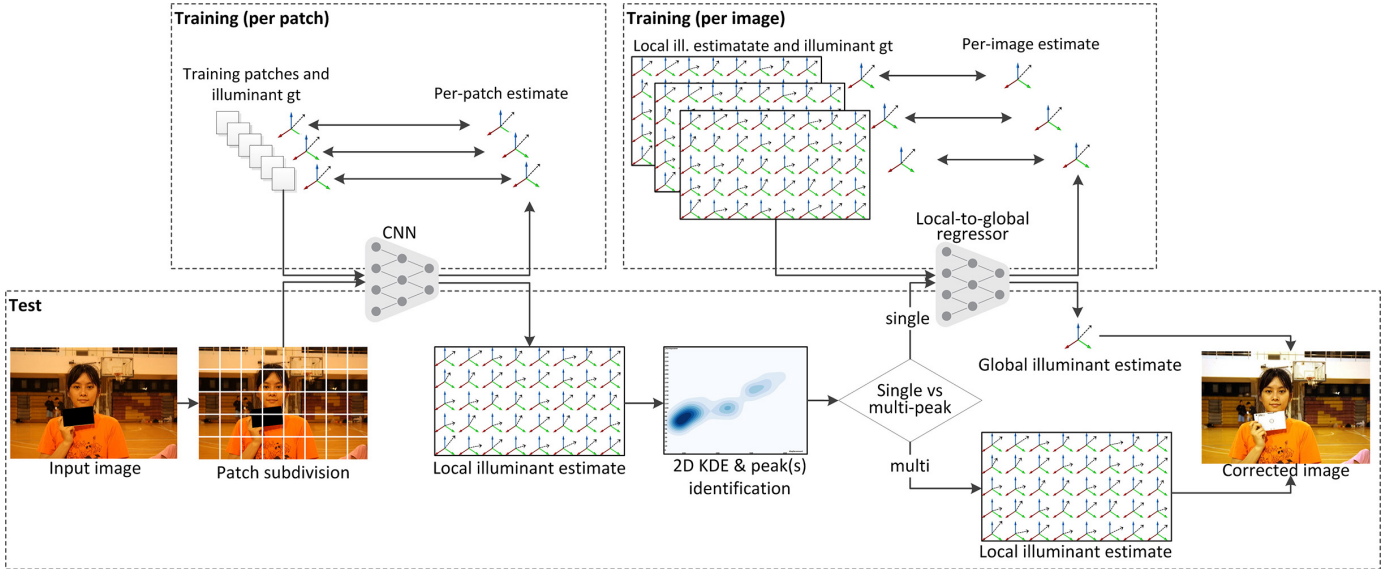 Training (per patch)
Training patches and
illuminant gt
Per-patch estimate
CNN
Training (per image)
Local ill. estimatate and illuminant gt
Per-image estimate
Local-to-global
regressor
Test
Input image
Patch subdivision
Local illuminant estimate
2D KDE & peak(s)
identification
Single vs
multi-peak
single
multi
Global illuminant estimate
Local illuminant estimate
Corrected image